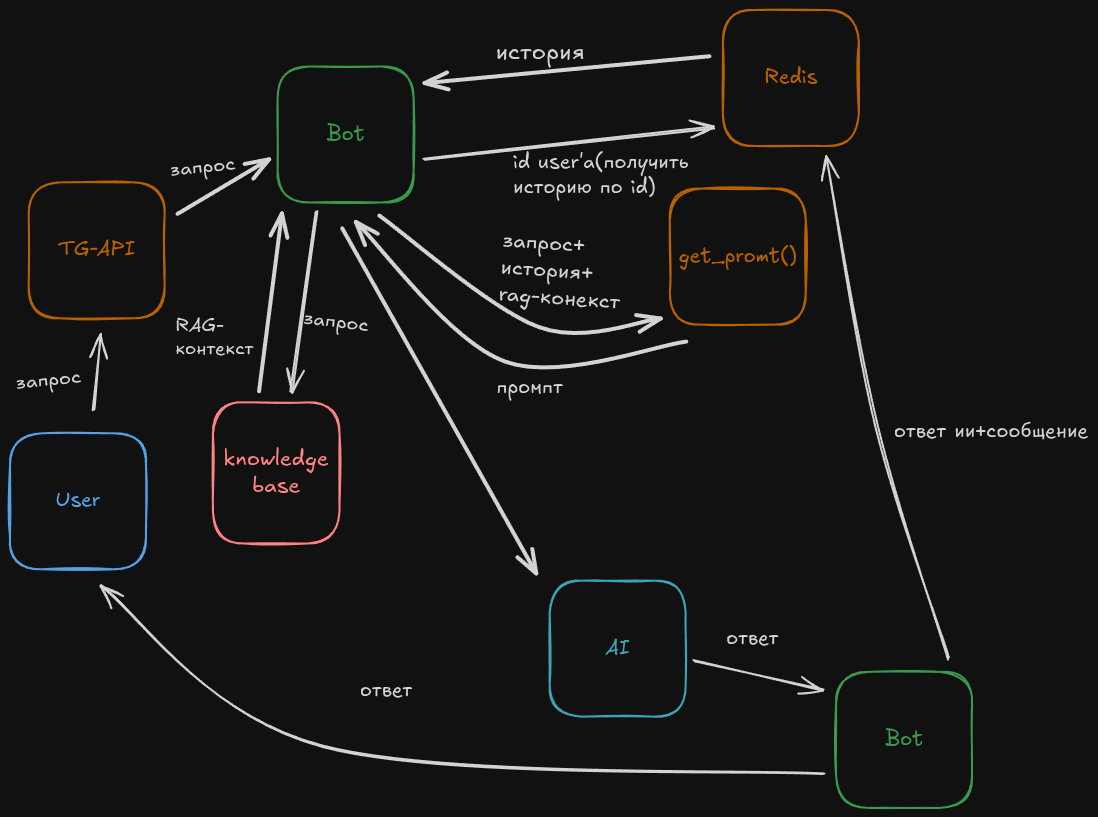 история
Redis
Bot
запрос
id user'a(получить
историю по id)
TG-API
get_promt()
запрос+
история+
rag-конекст
RAG-
контекст
запрос
запрос
промпт
ответ ии+сообщение
knowledge
base
User
AI
ответ
ответ
Bot